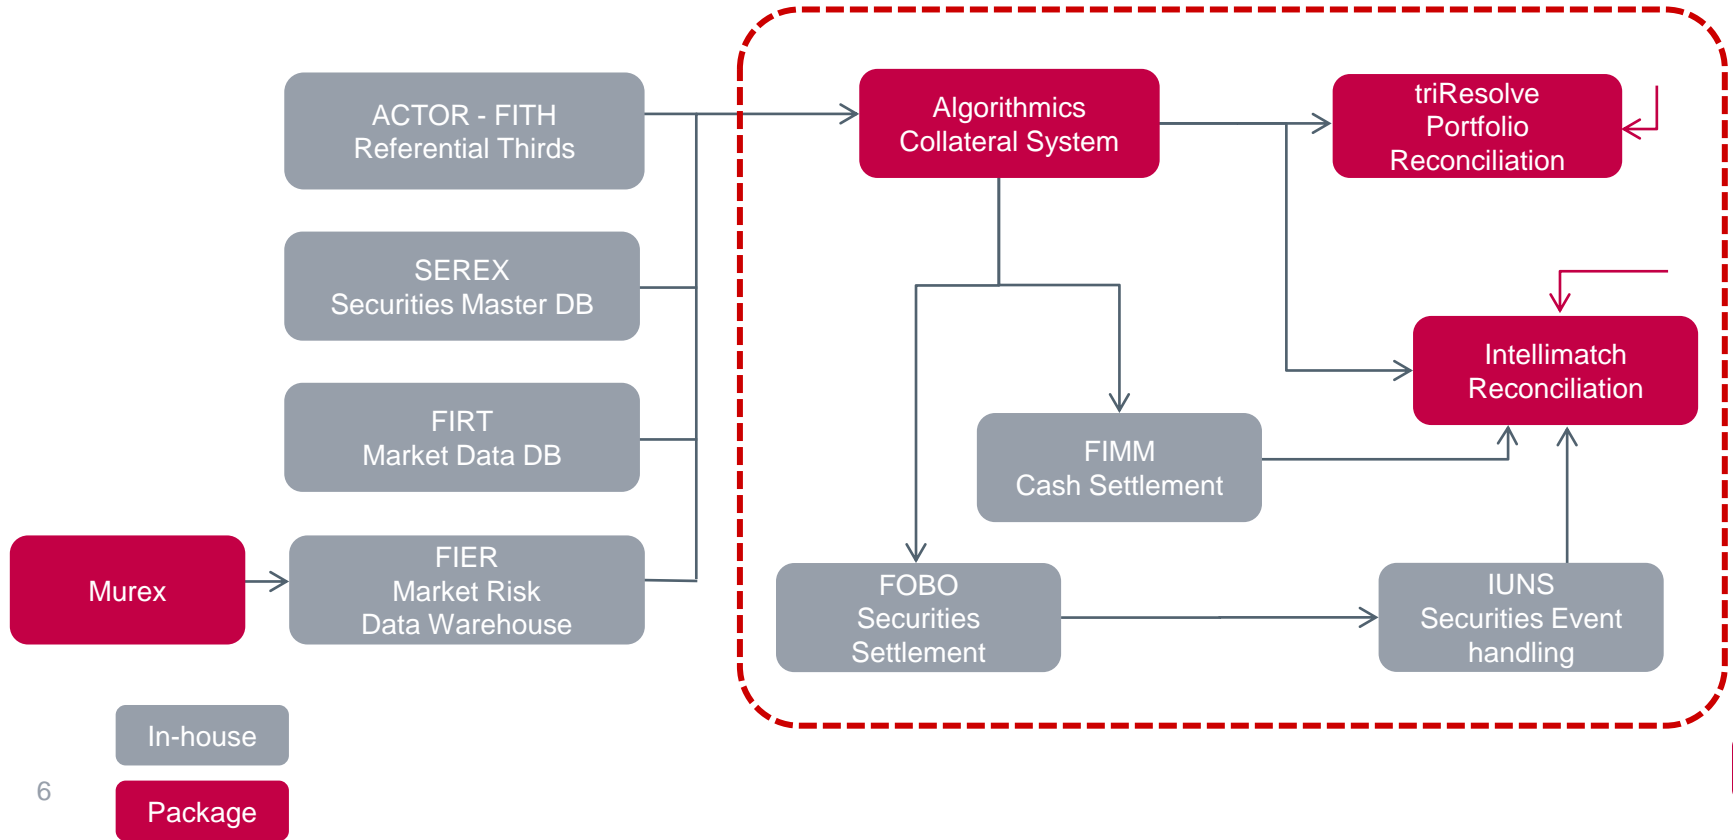 ACTOR - FITH
Referential Thirds
Algorithmics
Collateral System
triResolve
Portfolio
Reconciliation
SEREX
Securities Master DB
Intellimatch
Reconciliation
FIRT
Market Data DB
FIMM
Cash Settlement
Murex
FIER
Market Risk
Data Warehouse
FOBO
Securities
Settlement
IUNS
Securities Event
handling
In-house
6
Package